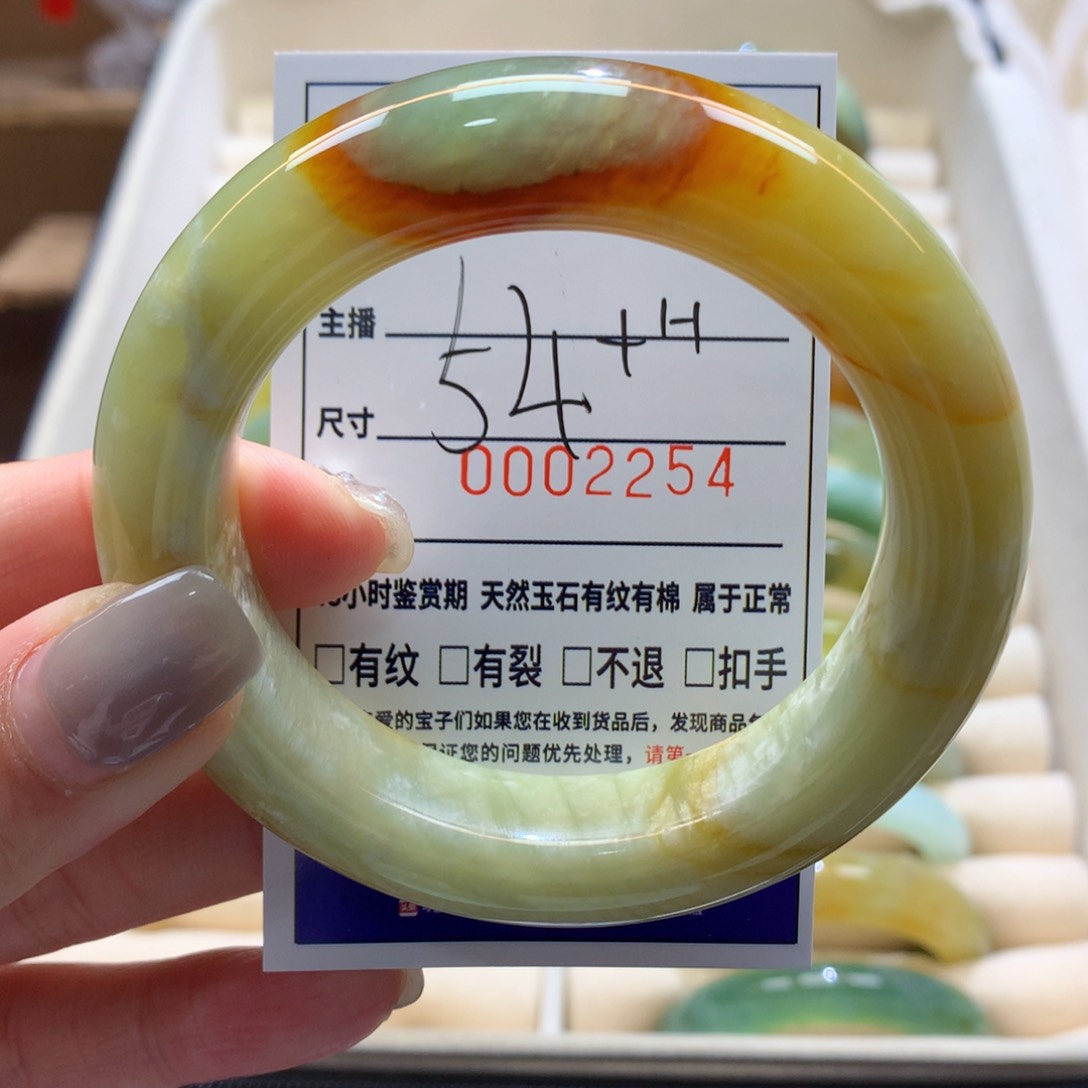 主播
54+H
尺寸
0002254
小时鉴赏期 天然玉石有纹有棉 属于正常
□有纹 □有裂 □不退 □扣手
爱的宝子们如果您在收到货品后，发现商品
证您的问题优先处理，请第一